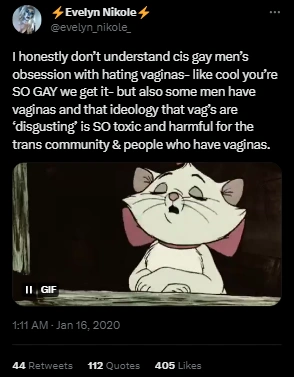 ⚡Evelyn Nikole⚡
@evelyn_nikole_
I honestly don't understand cis gay men's
obsession with hating vaginas- like cool you're
SO GAY we get it- but also some men have
vaginas and that ideology that vag's are
'disgusting' is SO toxic and harmful for the
trans community & people who have vaginas.
GIF
1:11 AM · Jan 16, 2020
44 Retweets 112 Quotes 405 Likes